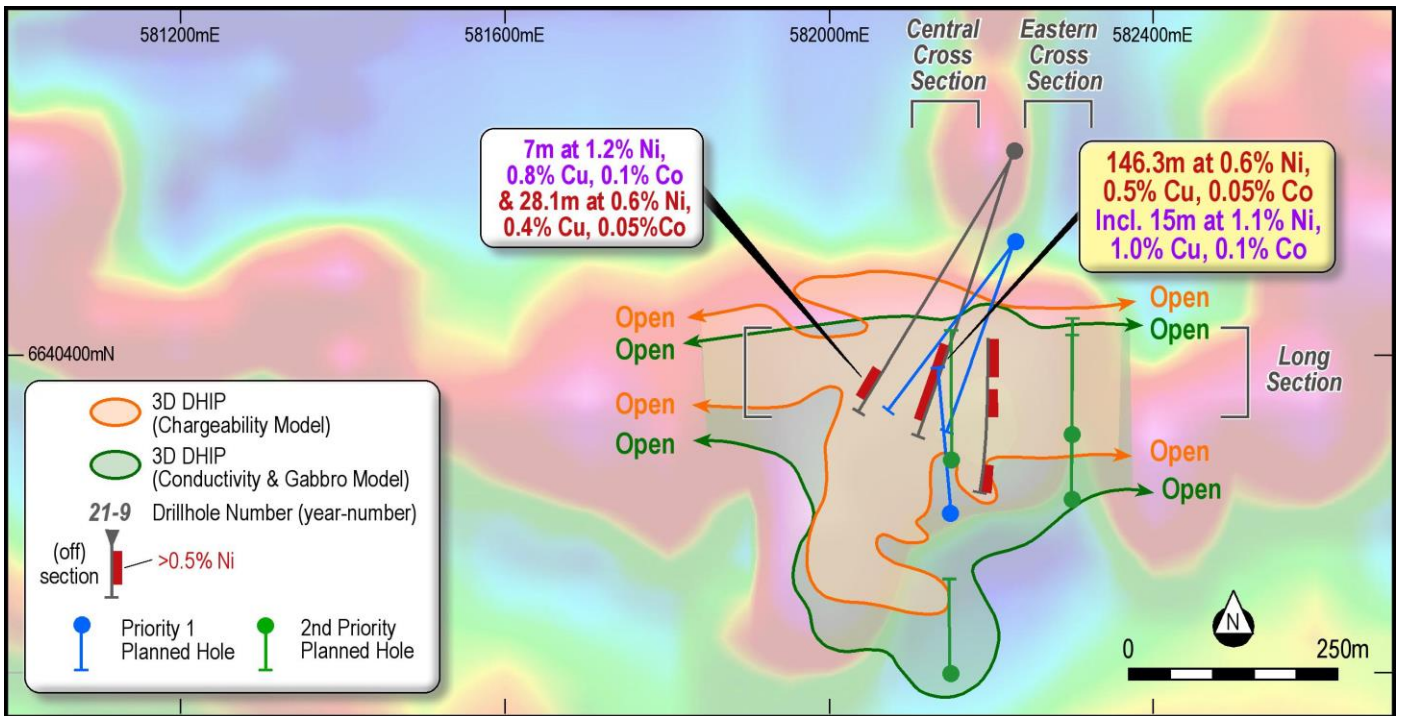 581200mE
581600mE
582000mE
582400mE
Central
Cross
Section
Eastern
Cross
Section
7m at 1.2% Ni,
0.8% Cu, 0.1% Co
& 28.1m at 0.6% Ni,
0.4% Cu, 0.05%Co
146.3m at 0.6% Ni,
0.5% Cu, 0.05% Co
Incl. 15m at 1.1% Ni,
1.0% Cu, 0.1% Co
Open
Open
Open
Open
Open
Open
Open
Open
6640400mN
Long
Section
3D DHIP
(Chargeability Model)
3D DHIP
(Conductivity & Gabbro Model)
21-9 Drillhole Number (year-number)
(off)
section
>0.5% Ni
Priority 1
Planned Hole
2nd Priority
Planned Hole
N
0 250m